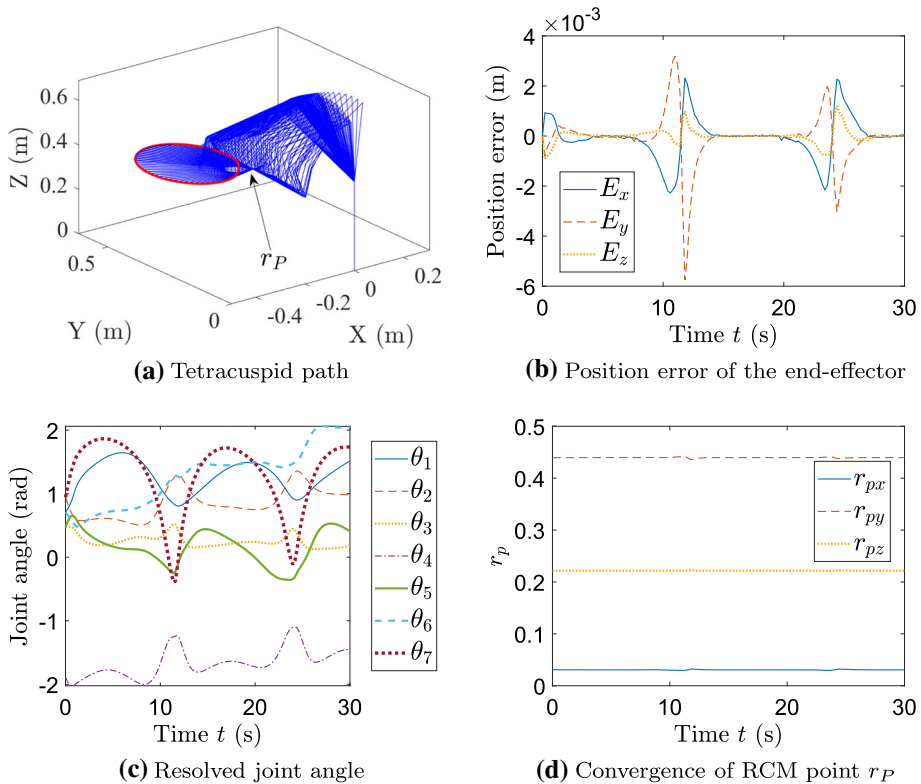 0.6
0.4
0.2
0
Z (m)
0.5
0
Y (m)
-0.4
-0.2
0
0.2
X (m)
r_P
(a) Tetracuspid path
×10⁻³
4
2
0
-2
-4
-6
Position error (m)
E_x
E_y
E_z
0 10 20 30
Time t (s)
(b) Position error of the end-effector
2
1
0
-1
-2
Joint angle (rad)
θ_1
θ_2
θ_3
θ_4
θ_5
θ_6
θ_7
0 10 20 30
Time t (s)
(c) Resolved joint angle
0.5
0.4
0.3
0.2
0.1
0
r_p
r_px
r_py
r_pz
0 10 20 30
Time t (s)
(d) Convergence of RCM point r_P